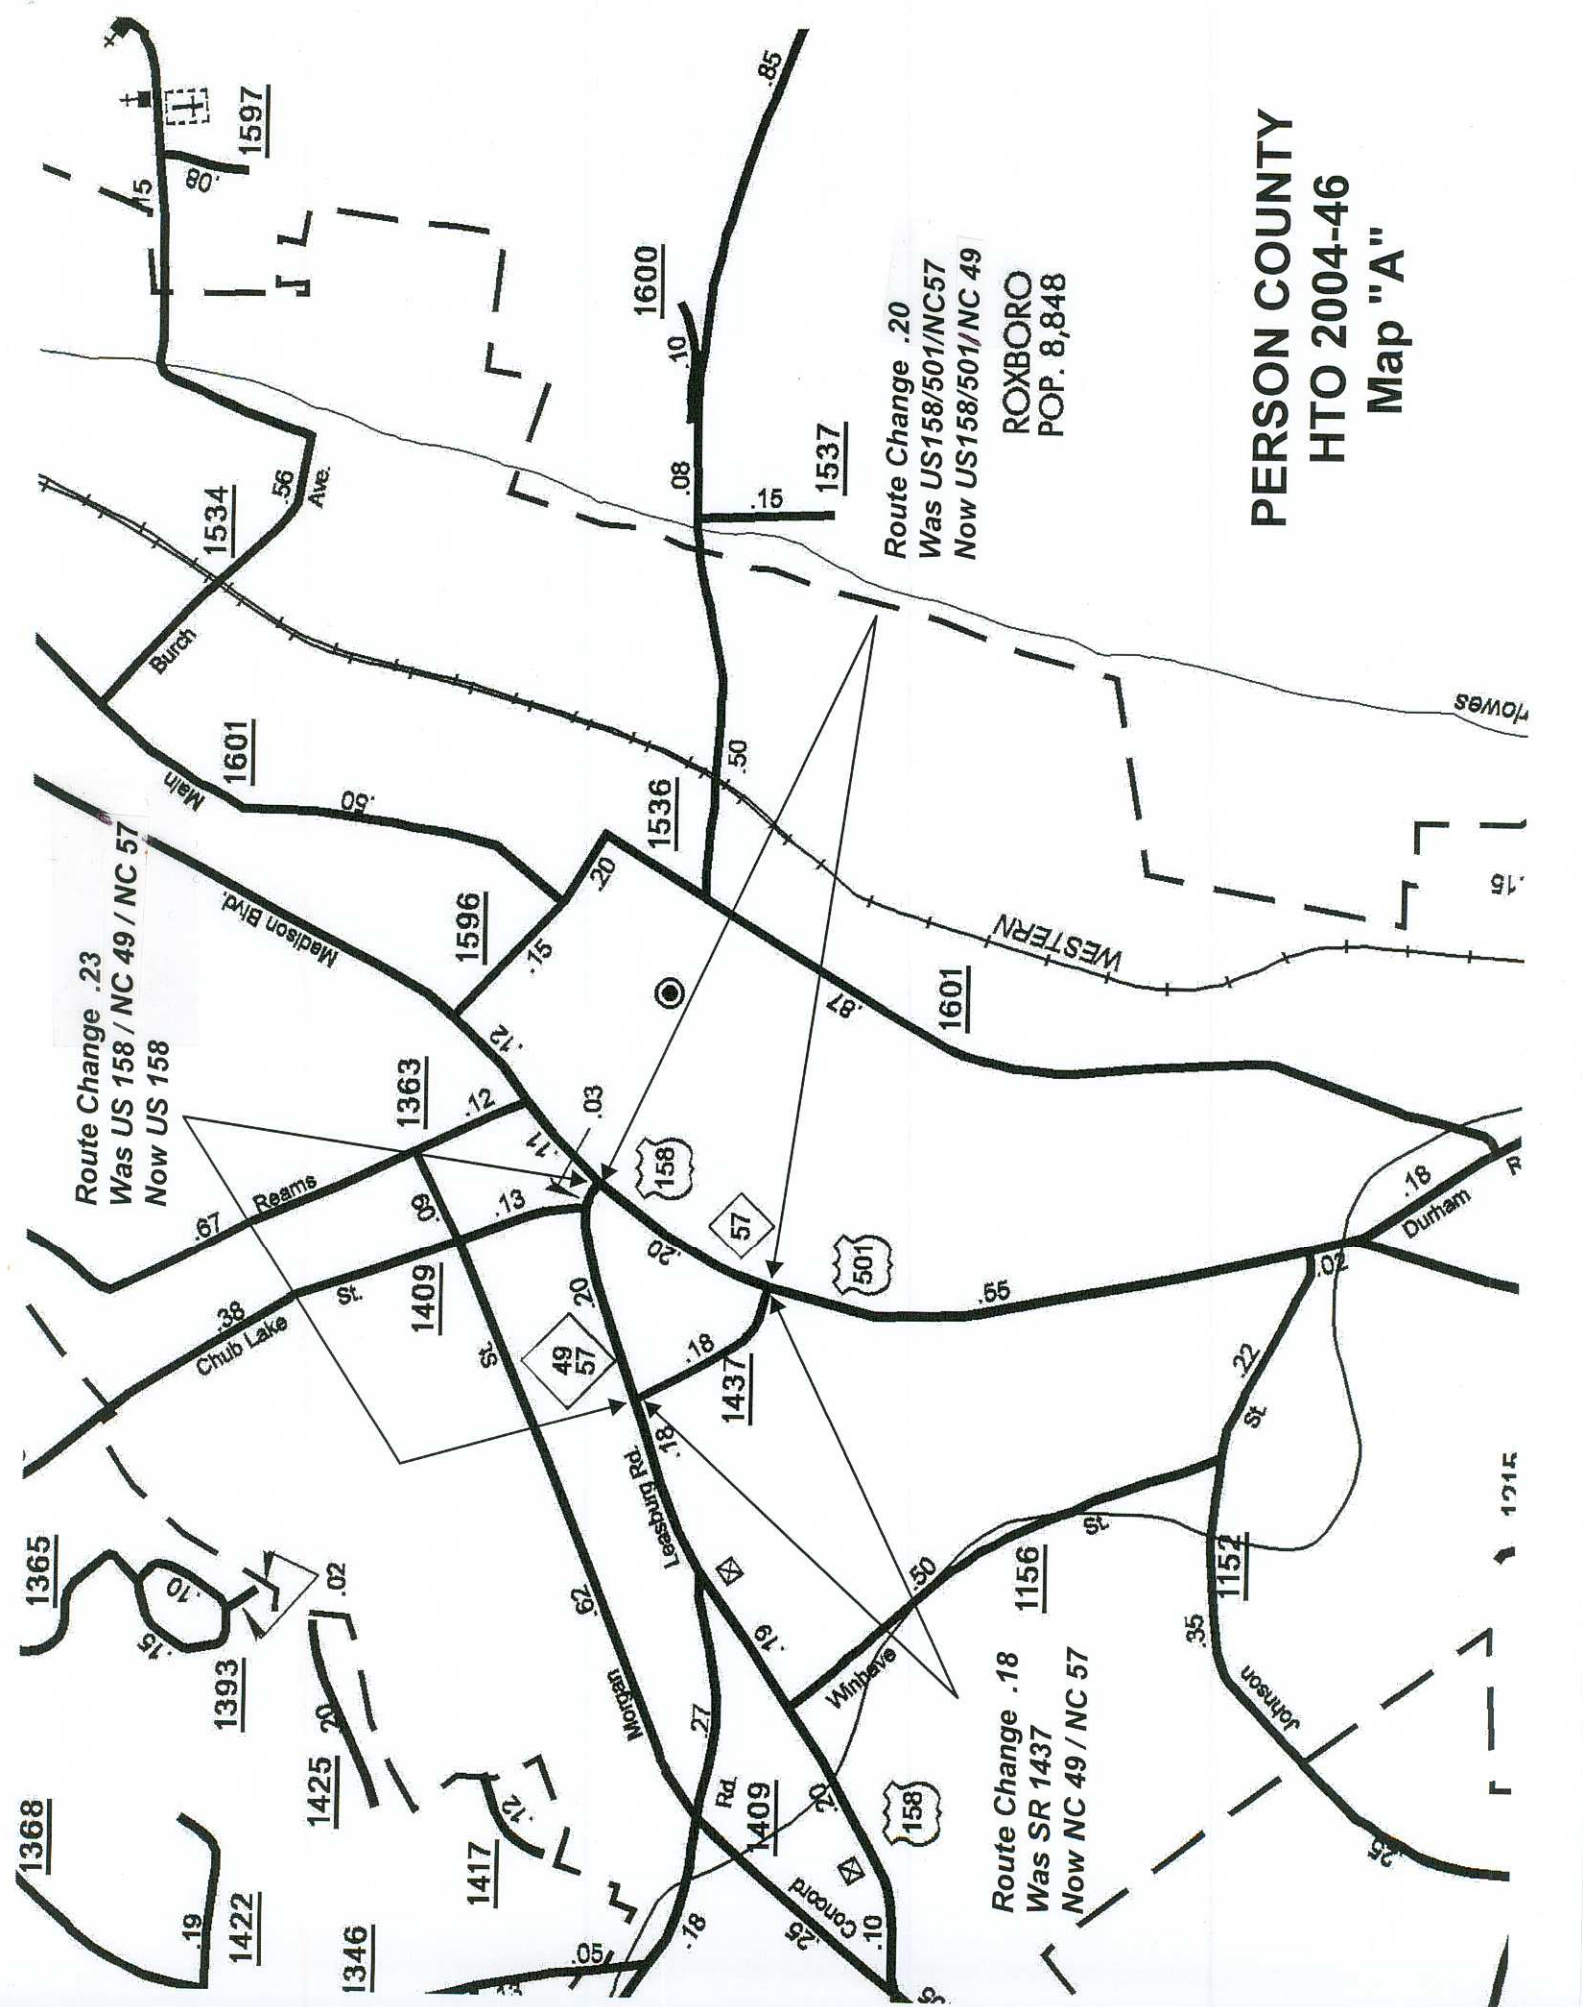 PERSON COUNTY
HTO 2004-46
Map "A"
Route Change .23
Was US 158 / NC 49 / NC 57
Now US 158
Route Change .20
Was US158/501/NC57
Now US158/501/NC 49
ROXBORO
POP. 8,848
Route Change .18
Was SR 1437
Now NC 49 / NC 57
1368
1422
.19
1346
.05
1365
.10
.15
1393
.02
1425
.20
1417
.12
.18
Chub Lake
St.
.38
.67
Reams
1363
.12
.09
.13
1409
St.
.62
Morgan
.11
.12
.03
.20
49
57
Leasburg Rd.
.18
.18
1437
.27
Rd.
1409
Concord
.25
.10
.20
158
.19
Winhave
.50
St.
1156
1152
.35
Johnson
.25
.22
St.
.02
.55
501
57
.20
158
Madison Blvd.
1596
.15
.20
Main
1601
Burch
Ave.
1534
.56
.15
.08
1597
1536
.50
.08
.10
1600
.85
.15
1537
.87
1601
WESTERN
Durham
.18
.15
1215